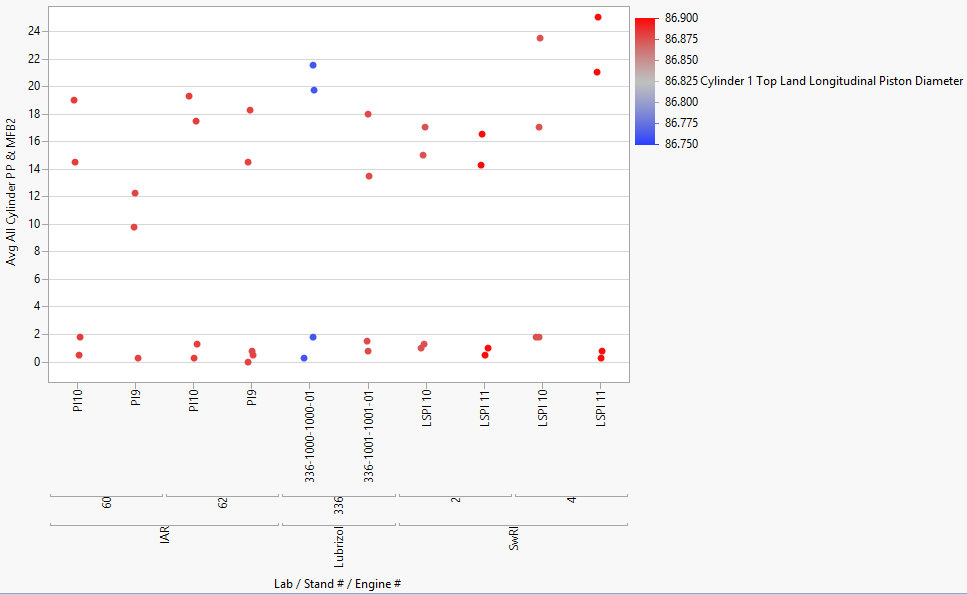 24
22
20
18
16
14
12
10
8
6
4
2
0
Avg All Cylinder PP & MFB2
86.900
86.875
86.850
86.825
86.800
86.775
86.750
Cylinder 1 Top Land Longitudinal Piston Diameter
PI10
PI9
PI10
PI9
336-1000-1000-01
336-1001-1001-01
LSPI 10
LSPI 11
LSPI 10
LSPI 11
60
62
336
2
4
IAR
Lubrizol
SwRI
Lab / Stand # / Engine #